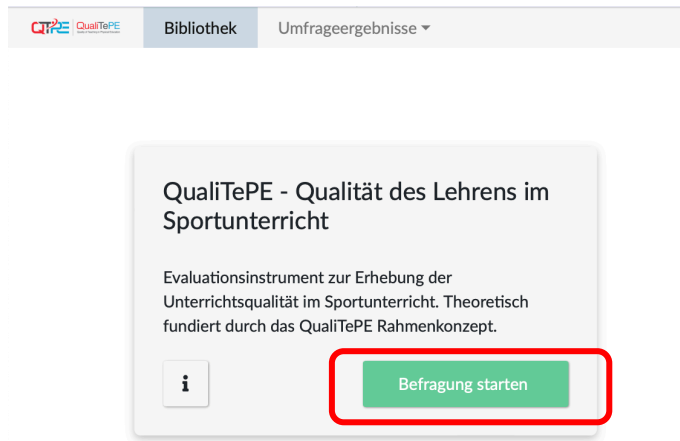 QTPE QualiTePE Bibliothek Umfrageergebnisse
QualiTePE - Qualität des Lehrens im
Sportunterricht
Evaluationsinstrument zur Erhebung der
Unterrichtsqualität im Sportunterricht. Theoretisch
fundiert durch das QualiTePE Rahmenkonzept.
i Befragung starten